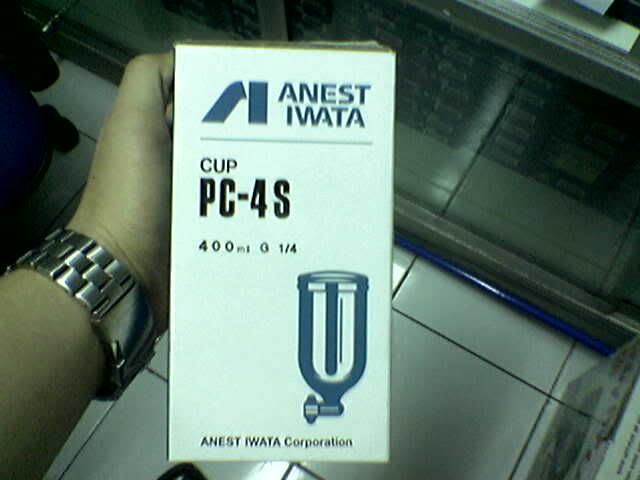 ANEST
IWATA
CUP
PC-4S
400ml G 1/4
ANEST IWATA Corporation